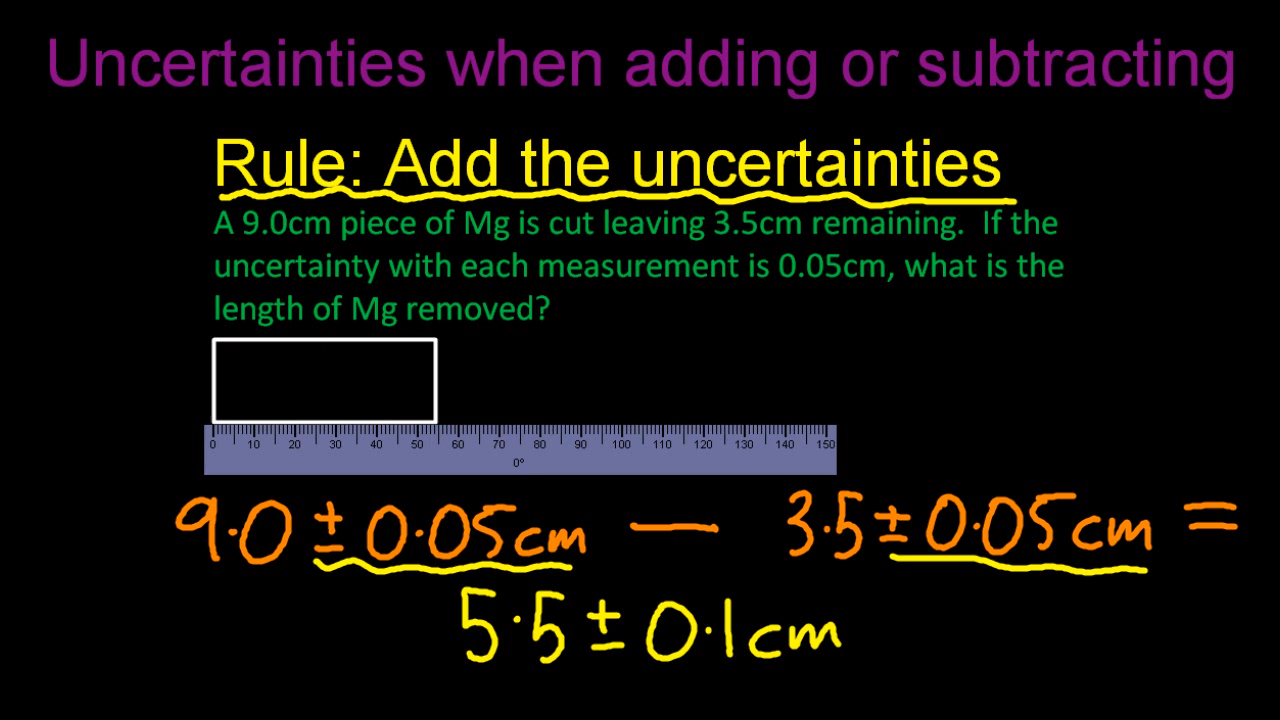 Uncertainties when adding or subtracting
Rule: Add the uncertainties
A 9.0cm piece of Mg is cut leaving 3.5cm remaining. If the
uncertainty with each measurement is 0.05cm, what is the
length of Mg removed?
0 10 20 30 40 50 60 70 80 90 100 110 120 130 140 150
0°
9.0 ± 0.05cm — 3.5 ± 0.05cm =
5.5 ± 0.1cm